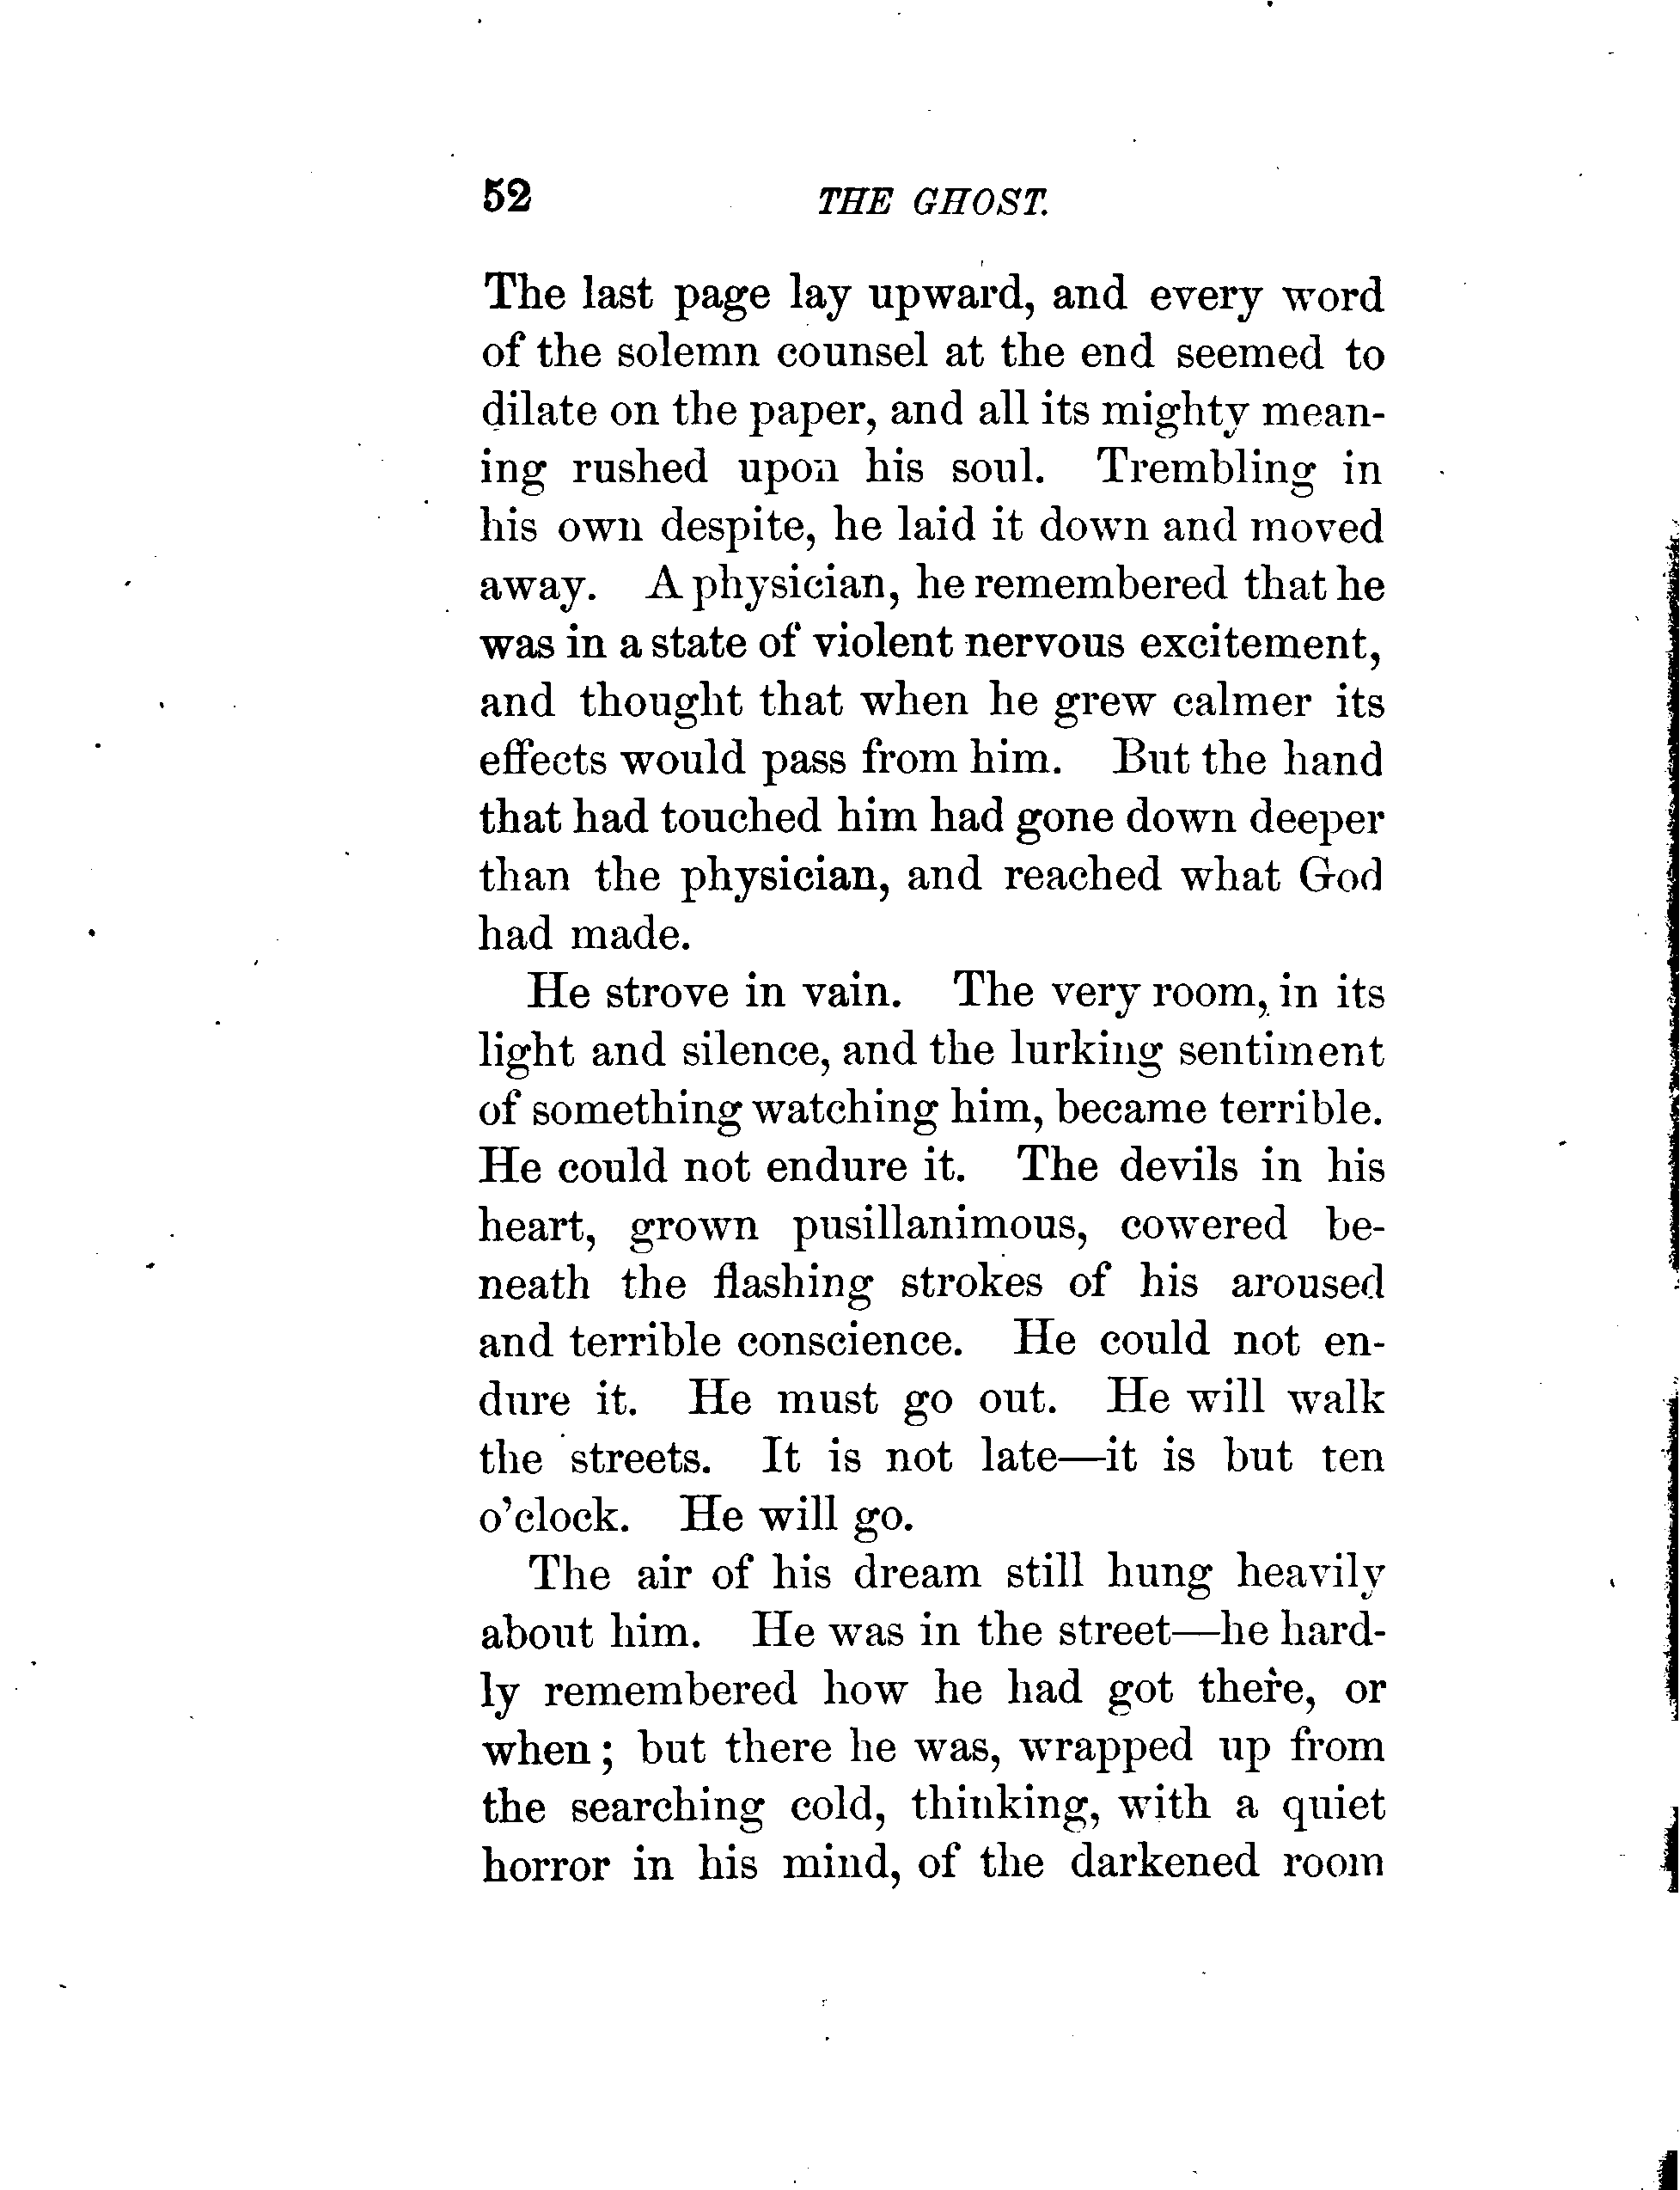 52 THE GHOST.
The last page lay upward, and every word
of the solemn counsel at the end seemed to
dilate on the paper, and all its mighty mean-
ing rushed upon his soul. Trembling in
his own despite, he laid it down and moved
away. A physician, he remembered that he
was in a state of violent nervous excitement,
and thought that when he grew calmer its
effects would pass from him. But the hand
that had touched him had gone down deeper
than the physician, and reached what God
had made.
He strove in vain. The very room, in its
light and silence, and the lurking sentiment
of something watching him, became terrible.
He could not endure it. The devils in his
heart, grown pusillanimous, cowered be-
neath the flashing strokes of his aroused
and terrible conscience. He could not en-
dure it. He must go out. He will walk
the streets. It is not late—it is but ten
o'clock. He will go.
The air of his dream still hung heavily
about him. He was in the street—he hard-
ly remembered how he had got there, or
when; but there he was, wrapped up from
the searching cold, thinking, with a quiet
horror in his mind, of the darkened room